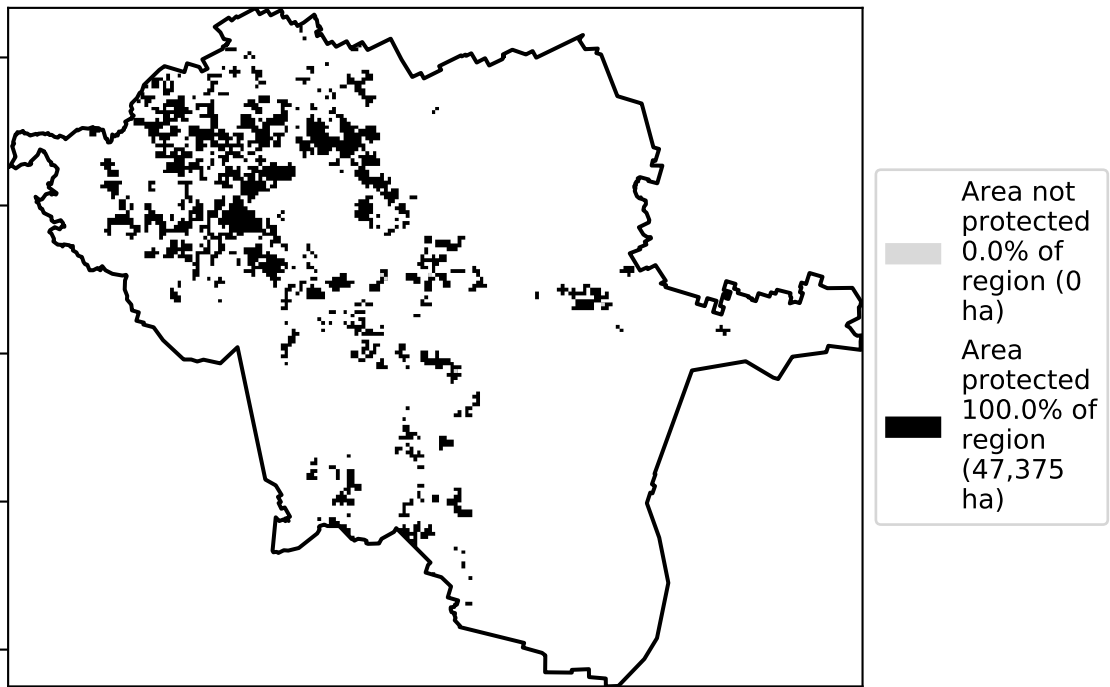 Area not
protected
0.0% of
region (0
ha)
Area
protected
100.0% of
region
(47,375
ha)